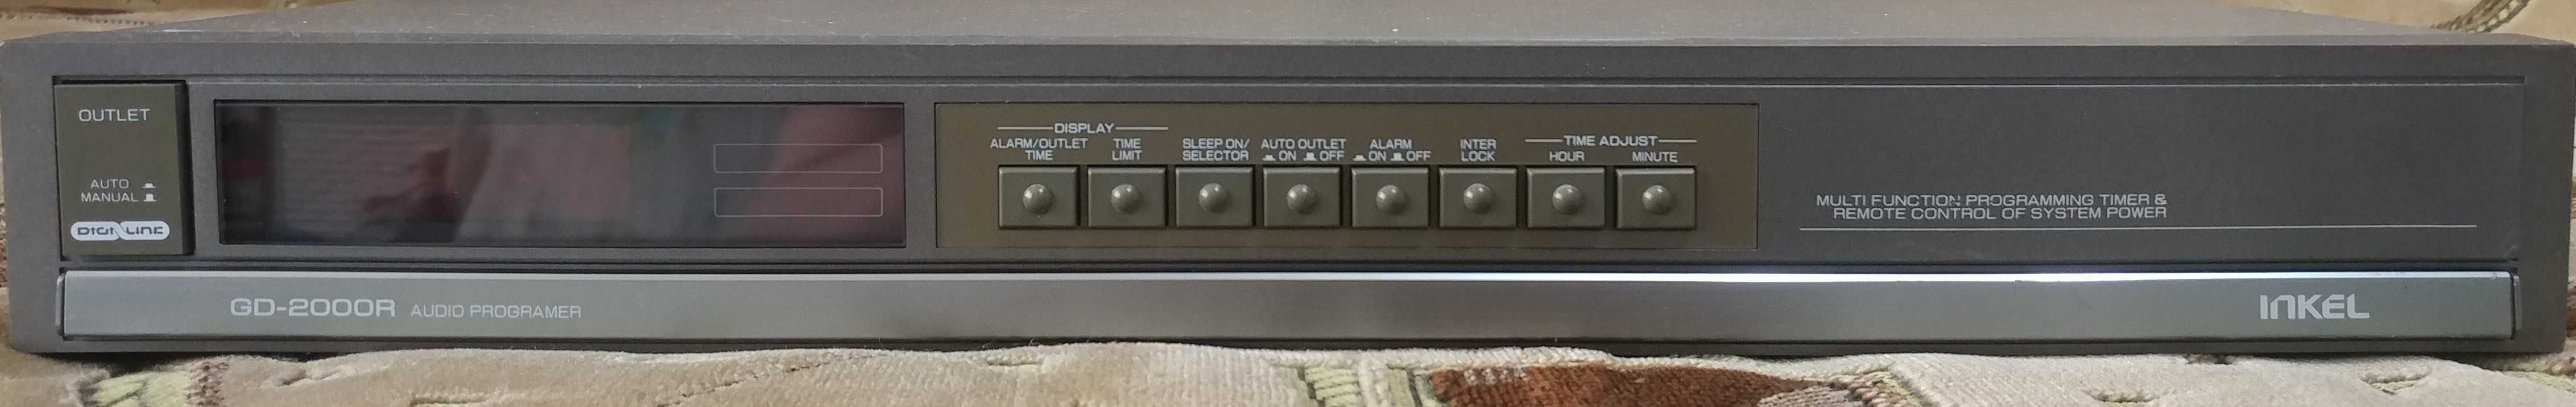 OUTLET
AUTO
MANUAL
DIGI LINK
DISPLAY
ALARM/OUTLET TIME
TIME LIMIT
SLEEP ON/ SELECTOR
AUTO OUTLET
ON OFF
ALARM
ON OFF
INTER LOCK
TIME ADJUST
HOUR
MINUTE
MULTI FUNCTION PROGRAMMING TIMER &
REMOTE CONTROL OF SYSTEM POWER
GD-2000R AUDIO PROGRAMER
INKEL